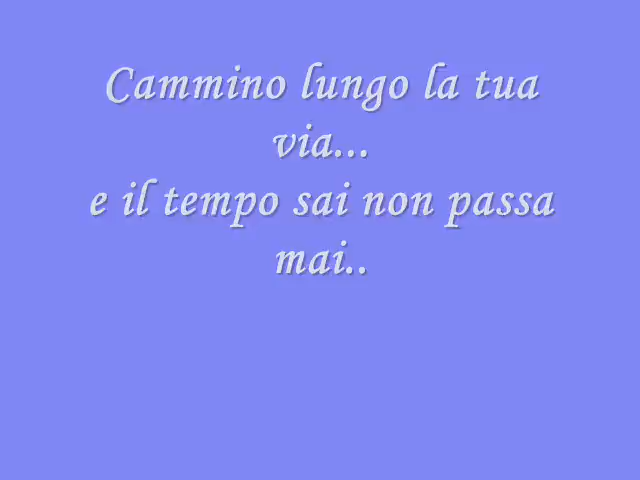 Cammino lungo la tua
via...
e il tempo sai non passa
mai..